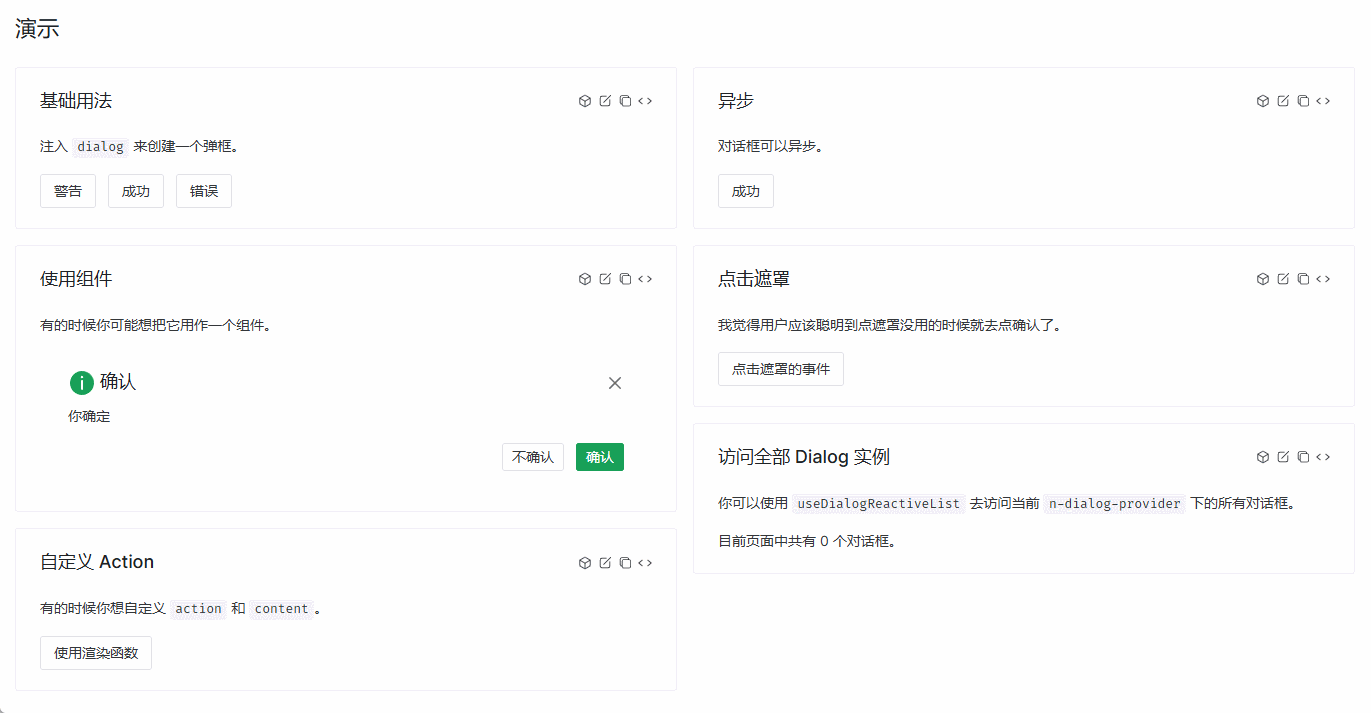 演示
基础用法
注入 dialog 来创建一个弹框。
警告 成功 错误
使用组件
有的时候你可能想把它用作一个组件。
确认
你确定
不确认 确认
自定义 Action
有的时候你想自定义 action 和 content 。
使用渲染函数
异步
对话框可以异步。
成功
点击遮罩
我觉得用户应该聪明到点遮罩没用的时候就去点确认了。
点击遮罩的事件
访问全部 Dialog 实例
你可以使用 useDialogReactiveList 去访问当前 n-dialog-provider 下的所有对话框。
目前页面中共有 0 个对话框。